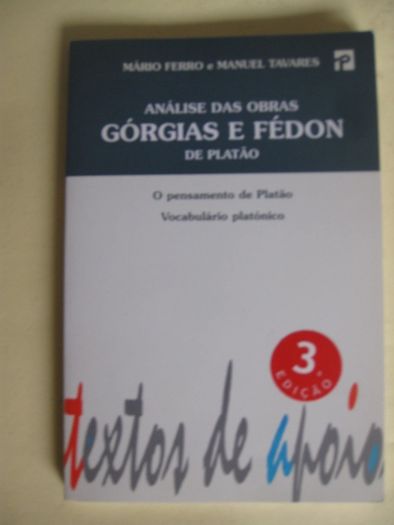 MÁRIO FERRO e MANUEL TAVARES
P
ANÁLISE DAS OBRAS
GÓRGIAS E FÉDON
DE PLATÃO
O pensamento de Platão
Vocabulário platónico
3.ª
EDIÇÃO
textos de apoio